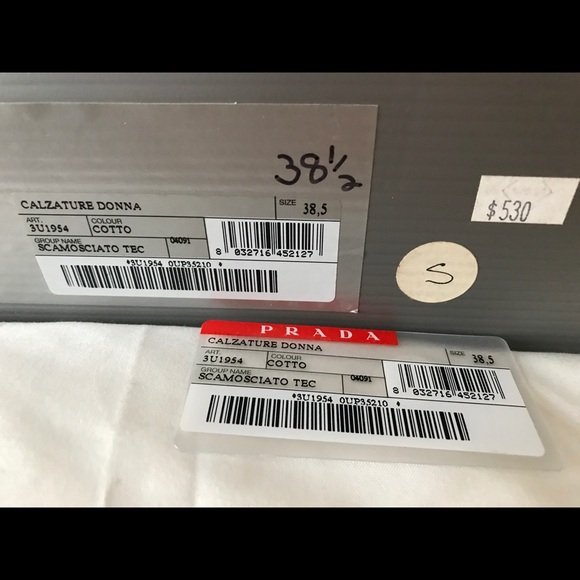 38½
CALZATURE DONNA
SIZE 38,5
ART. COLOUR
3U1954 COTTO
GROUP NAME 04091
SCAMOSCIATO TEC
8 032716 452127
*3U1954 0UP35210 *
$530
S
PRADA
CALZATURE DONNA
SIZE 38,5
ART. COLOUR
3U1954 COTTO
GROUP NAME 04091
SCAMOSCIATO TEC
8 032716 452127
*3U1954 0UP35210 *